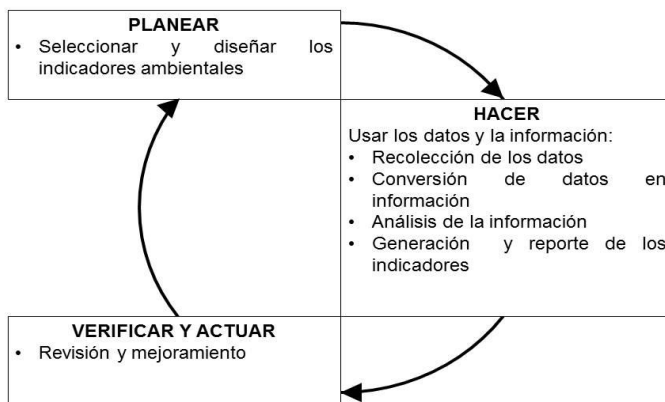 PLANEAR
• Seleccionar y diseñar los
indicadores ambientales
HACER
Usar los datos y la información:
• Recolección de los datos
• Conversión de datos en
información
• Análisis de la información
• Generación y reporte de los
indicadores
VERIFICAR Y ACTUAR
• Revisión y mejoramiento